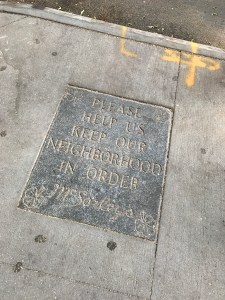 PLEASE
HELP US
KEEP OUR
NEIGHBORHOOD
IN ORDER